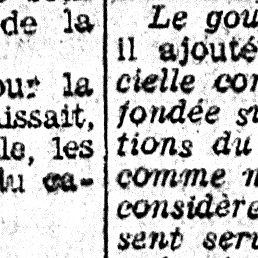 de la
our la
issait,
le, les
du ca-
Le gou
il ajouté
cielle con
fondée su
tions du
comme n
considère
sent serv